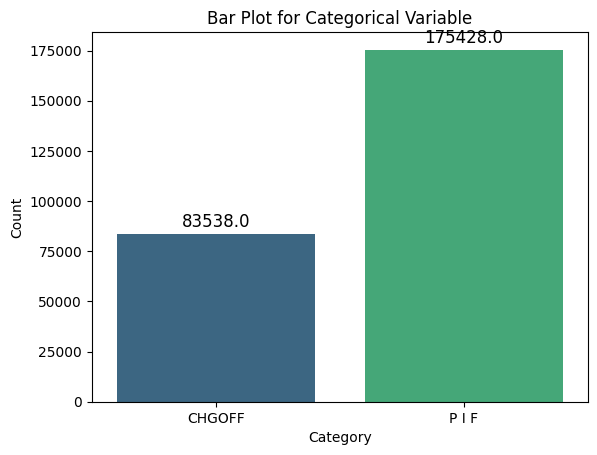 Bar Plot for Categorical Variable
175428.0
175000
150000
125000
100000
83538.0
75000
50000
25000
0
Count
CHGOFF
P I F
Category